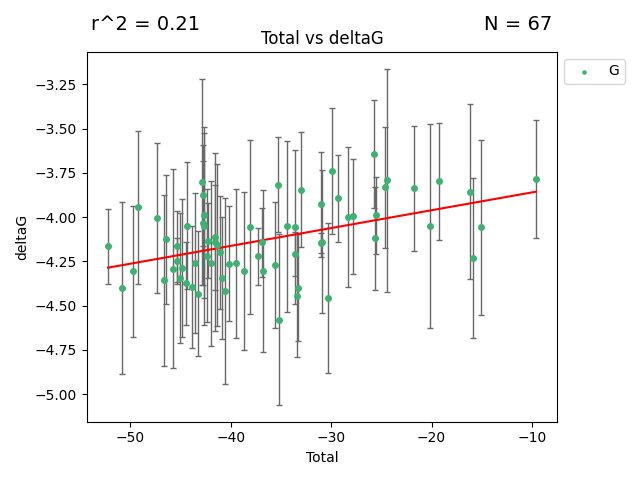 r^2 = 0.21
N = 67
Total vs deltaG
G
−3.25
−3.50
−3.75
−4.00
−4.25
−4.50
−4.75
−5.00
deltaG
−50
−40
−30
−20
−10
Total